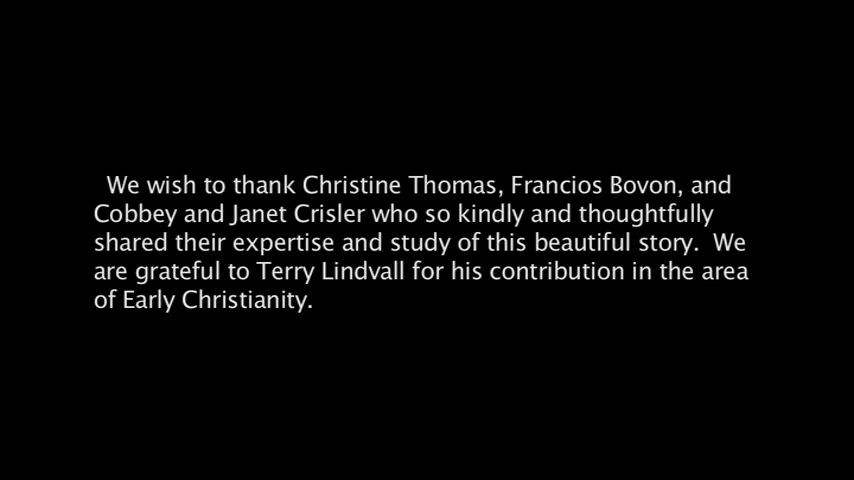 We wish to thank Christine Thomas, Francios Bovon, and
Cobbey and Janet Crisler who so kindly and thoughtfully
shared their expertise and study of this beautiful story.  We
are grateful to Terry Lindvall for his contribution in the area
of Early Christianity.